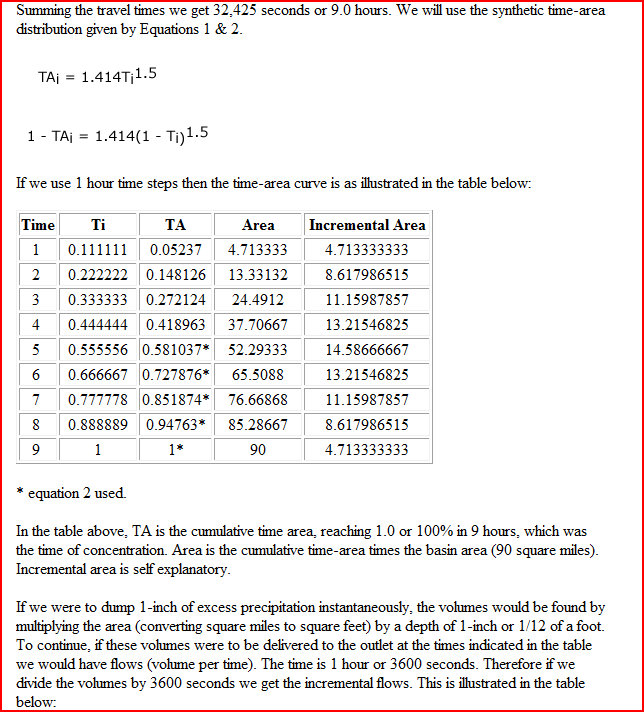 Summing the travel times we get 32,425 seconds or 9.0 hours. We will use the synthetic time-area
distribution given by Equations 1 & 2.
TAi = 1.414Ti1.5
1 - TAi = 1.414(1 - Ti)1.5
If we use 1 hour time steps then the time-area curve is as illustrated in the table below:
Time Ti TA Area Incremental Area
1 0.111111 0.05237 4.713333 4.713333333
2 0.222222 0.148126 13.33132 8.617986515
3 0.333333 0.272124 24.4912 11.15987857
4 0.444444 0.418963 37.70667 13.21546825
5 0.555556 0.581037* 52.29333 14.58666667
6 0.666667 0.727876* 65.5088 13.21546825
7 0.777778 0.851874* 76.66868 11.15987857
8 0.888889 0.94763* 85.28667 8.617986515
9 1 1* 90 4.713333333
* equation 2 used.
In the table above, TA is the cumulative time area, reaching 1.0 or 100% in 9 hours, which was
the time of concentration. Area is the cumulative time-area times the basin area (90 square miles).
Incremental area is self explanatory.
If we were to dump 1-inch of excess precipitation instantaneously, the volumes would be found by
multiplying the area (converting square miles to square feet) by a depth of 1-inch or 1/12 of a foot.
To continue, if these volumes were to be delivered to the outlet at the times indicated in the table
we would have flows (volume per time). The time is 1 hour or 3600 seconds. Therefore if we
divide the volumes by 3600 seconds we get the incremental flows. This is illustrated in the table
below: